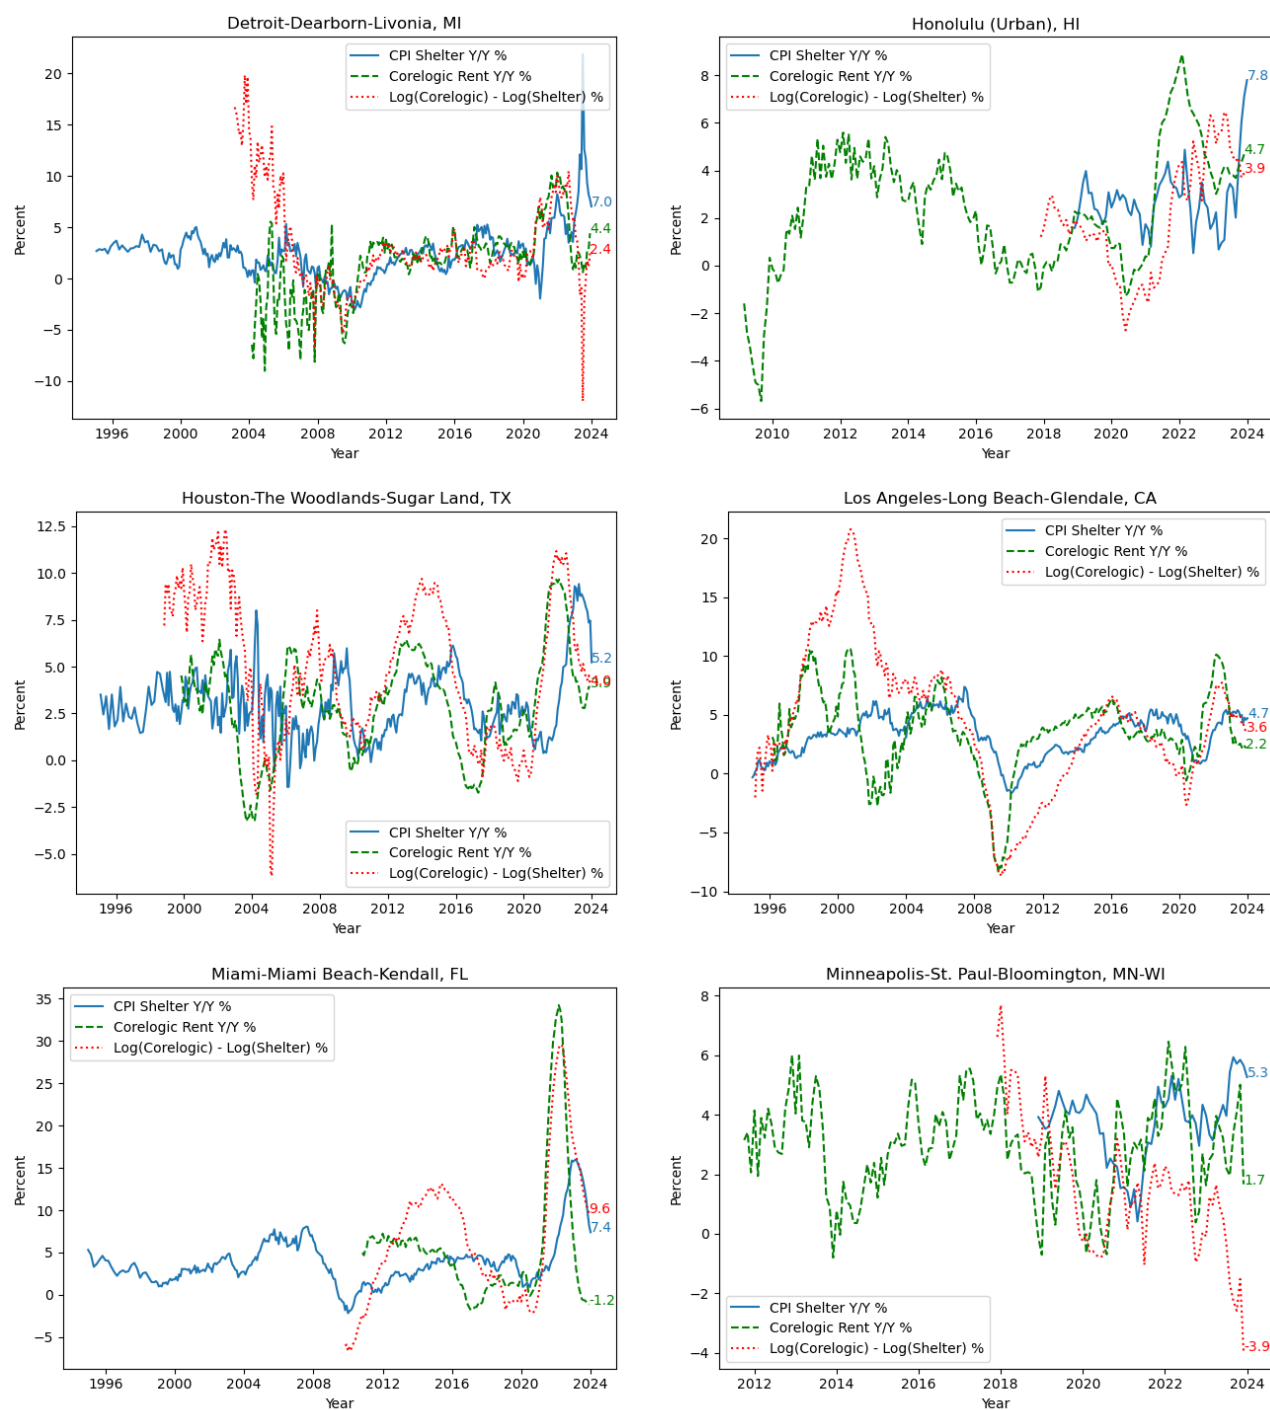 Detroit-Dearborn-Livonia, MI
CPI Shelter Y/Y %
Corelogic Rent Y/Y %
Log(Corelogic) - Log(Shelter) %
20
15
10
5
0
−5
−10
Percent
7.0
4.4
2.4
1996 2000 2004 2008 2012 2016 2020 2024
Year
Honolulu (Urban), HI
CPI Shelter Y/Y %
Corelogic Rent Y/Y %
Log(Corelogic) - Log(Shelter) %
8
6
4
2
0
−2
−4
−6
Percent
7.8
4.7
3.9
2010 2012 2014 2016 2018 2020 2022 2024
Year
Houston-The Woodlands-Sugar Land, TX
12.5
10.0
7.5
5.0
2.5
0.0
−2.5
−5.0
Percent
5.2
CPI Shelter Y/Y %
Corelogic Rent Y/Y %
Log(Corelogic) - Log(Shelter) %
1996 2000 2004 2008 2012 2016 2020 2024
Year
Los Angeles-Long Beach-Glendale, CA
CPI Shelter Y/Y %
Corelogic Rent Y/Y %
Log(Corelogic) - Log(Shelter) %
20
15
10
5
0
−5
−10
Percent
4.7
3.6
2.2
1996 2000 2004 2008 2012 2016 2020 2024
Year
Miami-Miami Beach-Kendall, FL
CPI Shelter Y/Y %
Corelogic Rent Y/Y %
Log(Corelogic) - Log(Shelter) %
35
30
25
20
15
10
5
0
−5
Percent
9.6
7.4
-1.2
1996 2000 2004 2008 2012 2016 2020 2024
Year
Minneapolis-St. Paul-Bloomington, MN-WI
8
6
4
2
0
−2
−4
Percent
5.3
1.7
-3.9
CPI Shelter Y/Y %
Corelogic Rent Y/Y %
Log(Corelogic) - Log(Shelter) %
2012 2014 2016 2018 2020 2022 2024
Year